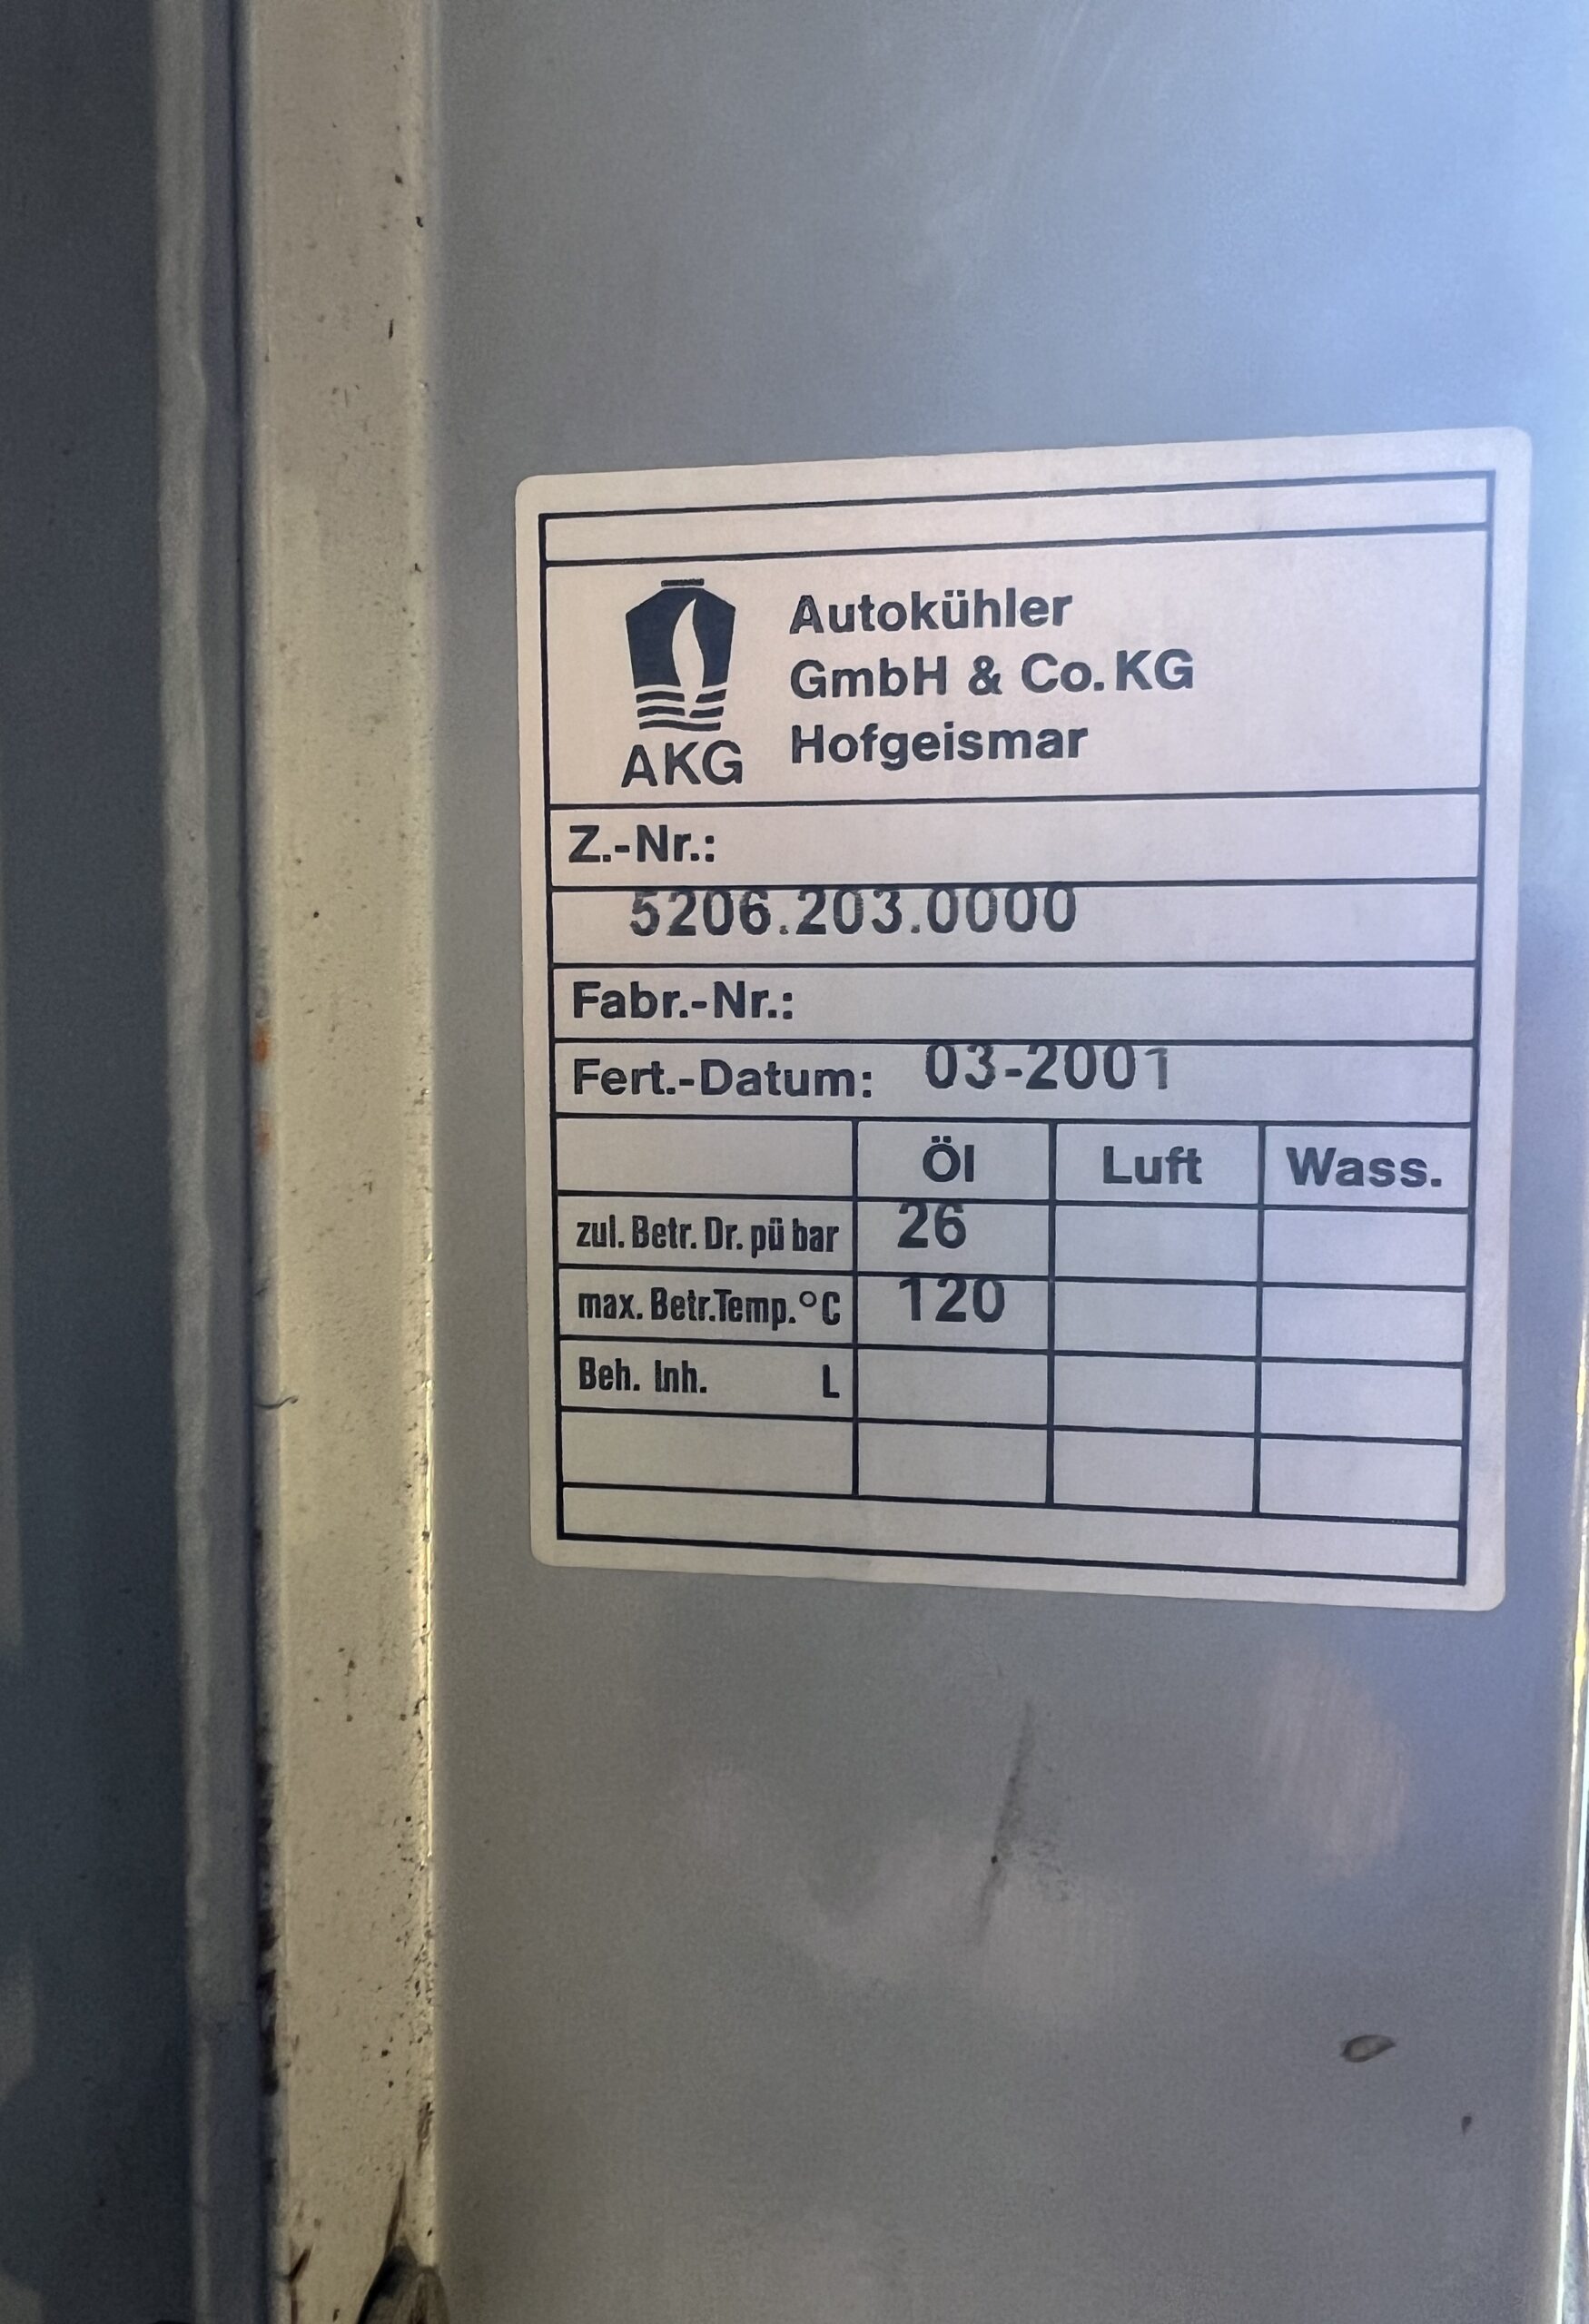 Autokühler
GmbH & Co. KG
Hofgeismar
AKG
Z.-Nr.:
5206.203.0000
Fabr.-Nr.:
Fert.-Datum: 03-2001
Öl Luft Wass.
zul. Betr. Dr. pü bar 26
max. Betr.Temp.°C 120
Beh. Inh. L